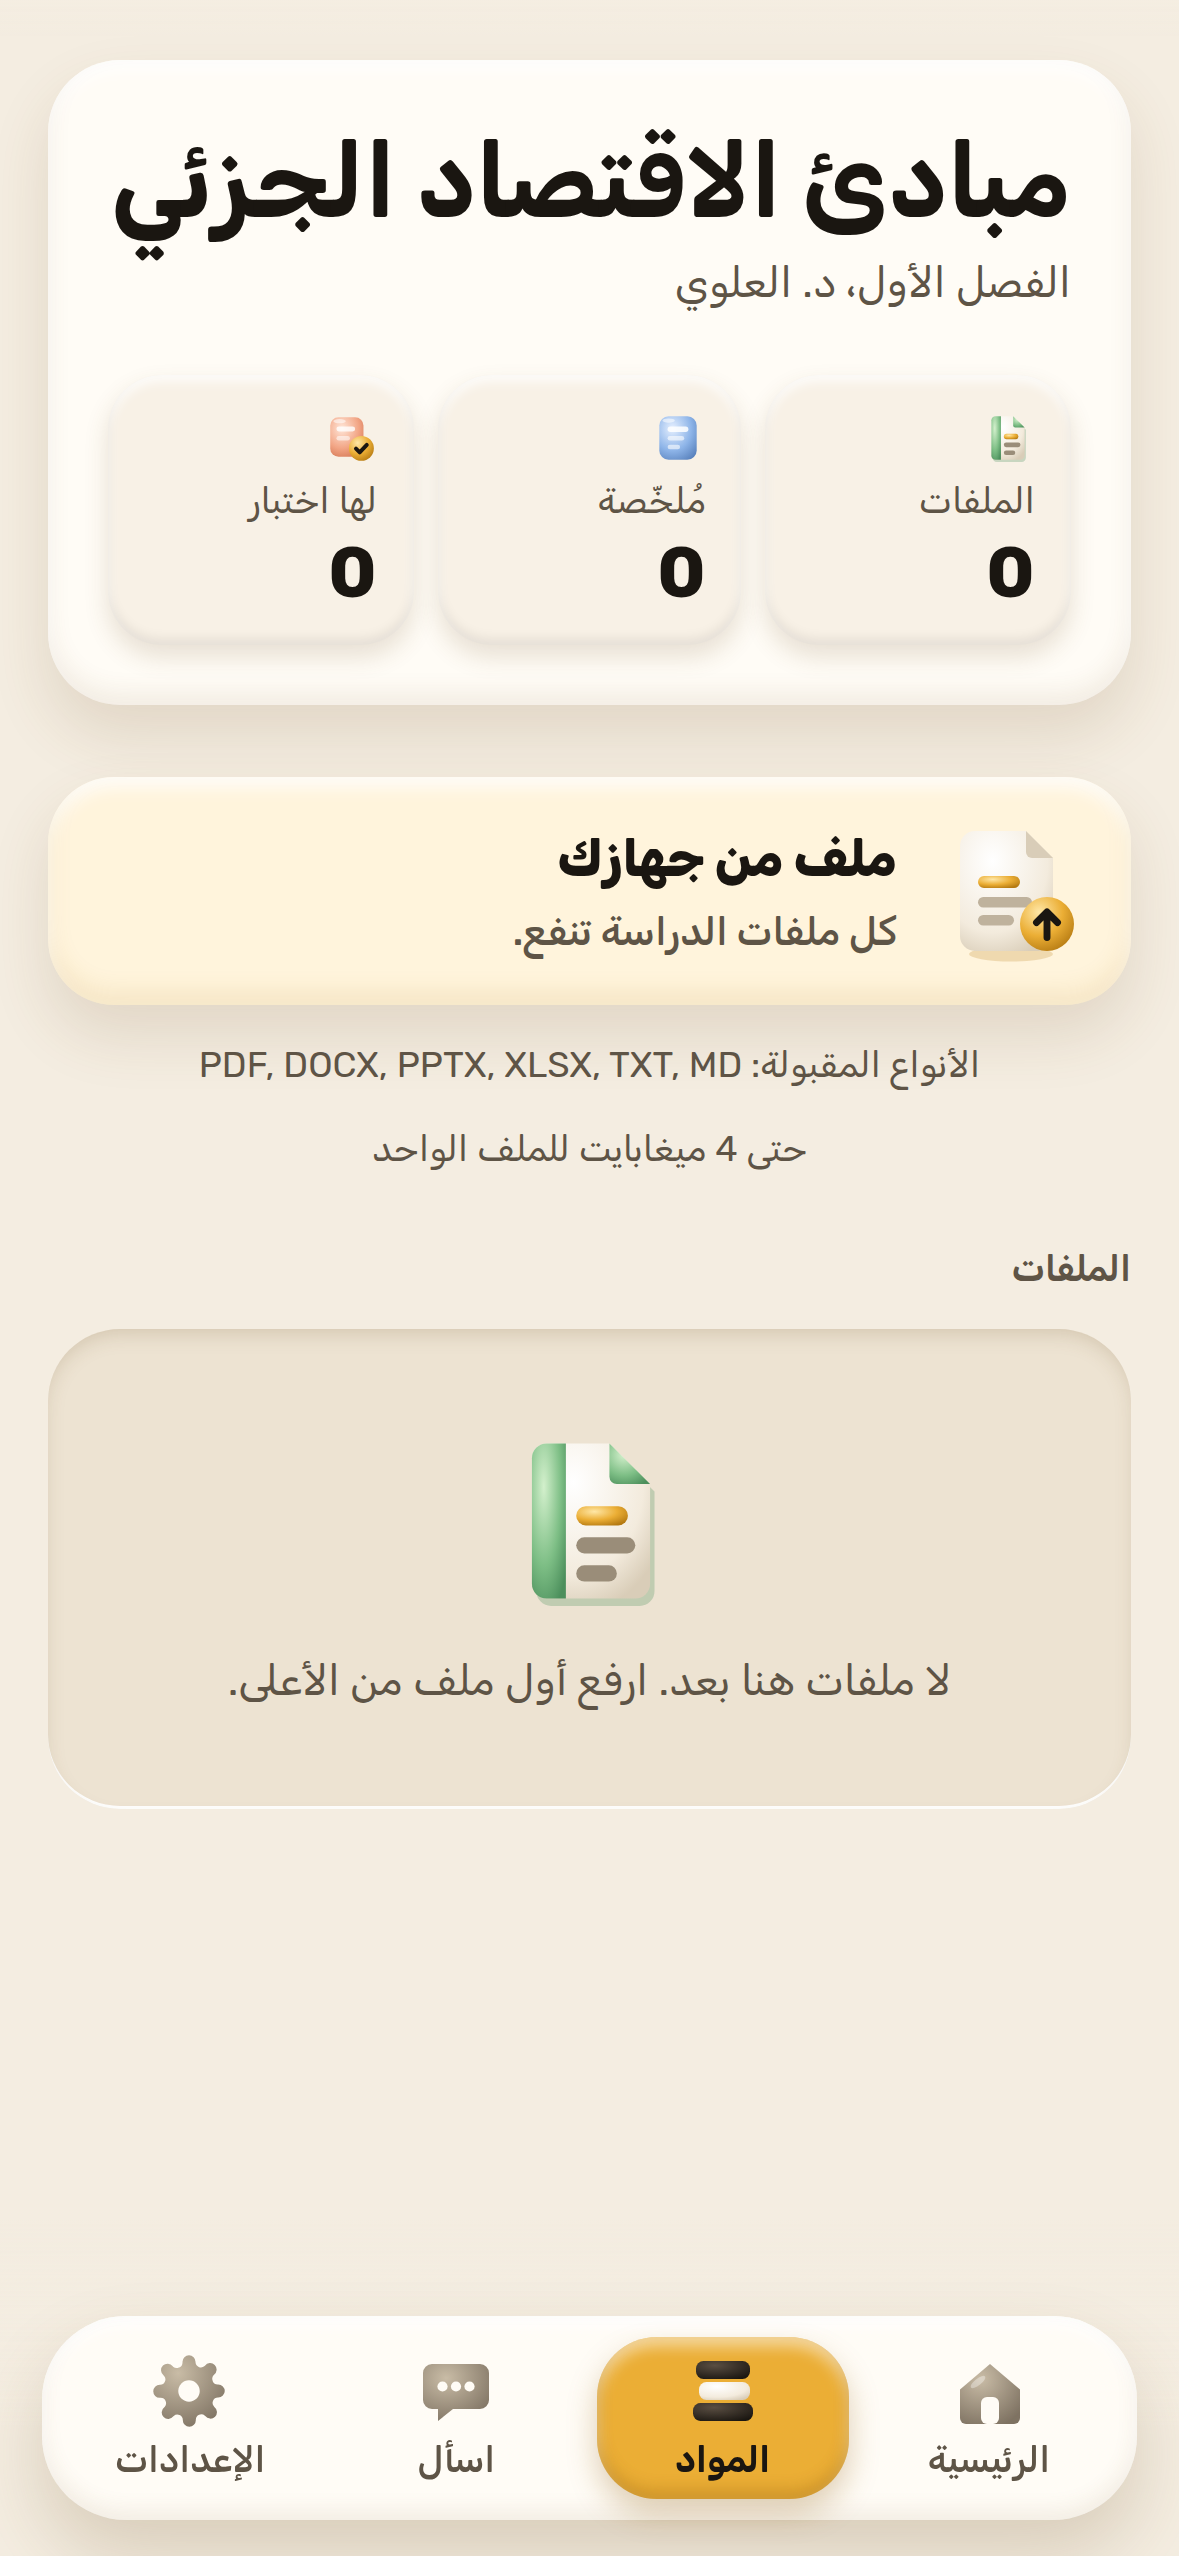 مبادئ الاقتصاد الجزئي
الفصل الأول، د. العلوي
الملفات
0
مُلخّصة
0
لها اختبار
0
ملف من جهازك
كل ملفات الدراسة تنفع.
الأنواع المقبولة: PDF, DOCX, PPTX, XLSX, TXT, MD
حتى 4 ميغابايت للملف الواحد
الملفات
لا ملفات هنا بعد. ارفع أول ملف من الأعلى.
الرئيسية
المواد
اسأل
الإعدادات